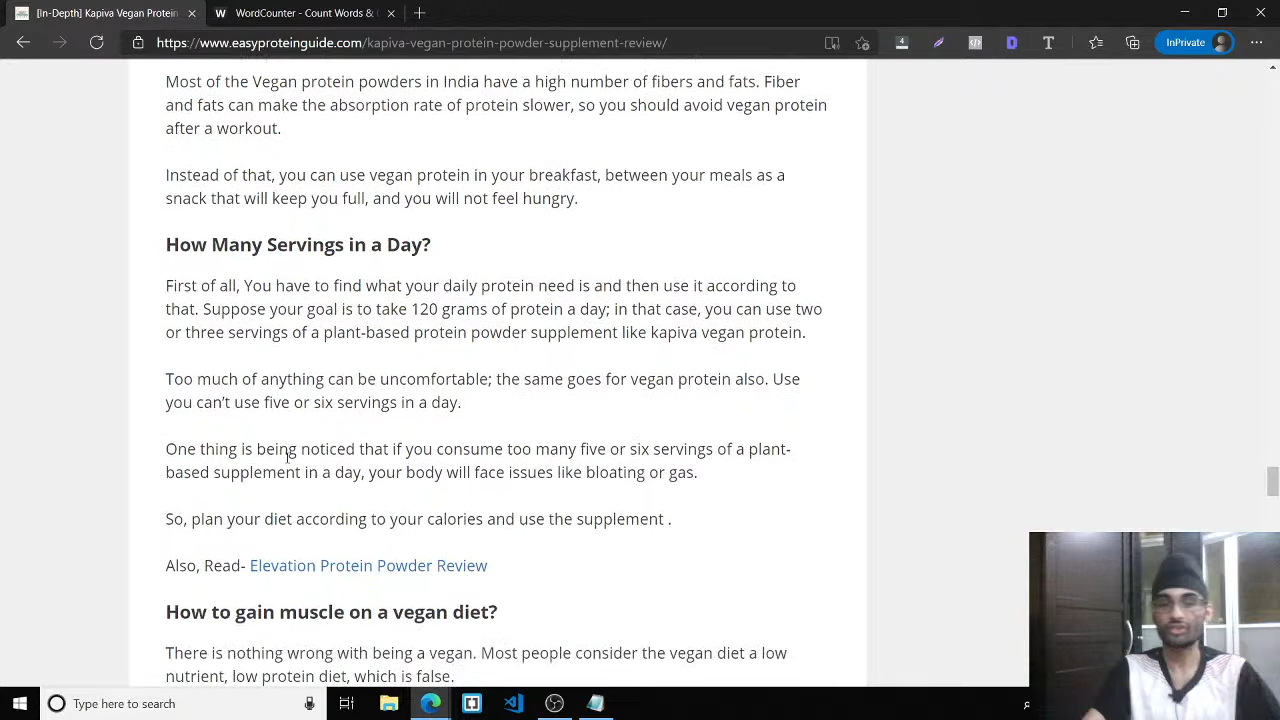 [In-Depth] Kapiva Vegan Protein
WordCounter - Count Words &
https://www.easyproteinguide.com/kapiva-vegan-protein-powder-supplement-review/
4
InPrivate
Most of the Vegan protein powders in India have a high number of fibers and fats. Fiber
and fats can make the absorption rate of protein slower, so you should avoid vegan protein
after a workout.
Instead of that, you can use vegan protein in your breakfast, between your meals as a
snack that will keep you full, and you will not feel hungry.
How Many Servings in a Day?
First of all, You have to find what your daily protein need is and then use it according to
that. Suppose your goal is to take 120 grams of protein a day; in that case, you can use two
or three servings of a plant-based protein powder supplement like kapiva vegan protein.
Too much of anything can be uncomfortable; the same goes for vegan protein also. Use
you can’t use five or six servings in a day.
One thing is being noticed that if you consume too many five or six servings of a plant-
based supplement in a day, your body will face issues like bloating or gas.
So, plan your diet according to your calories and use the supplement .
Also, Read- Elevation Protein Powder Review
How to gain muscle on a vegan diet?
There is nothing wrong with being a vegan. Most people consider the vegan diet a low
nutrient, low protein diet, which is false.
Type here to search